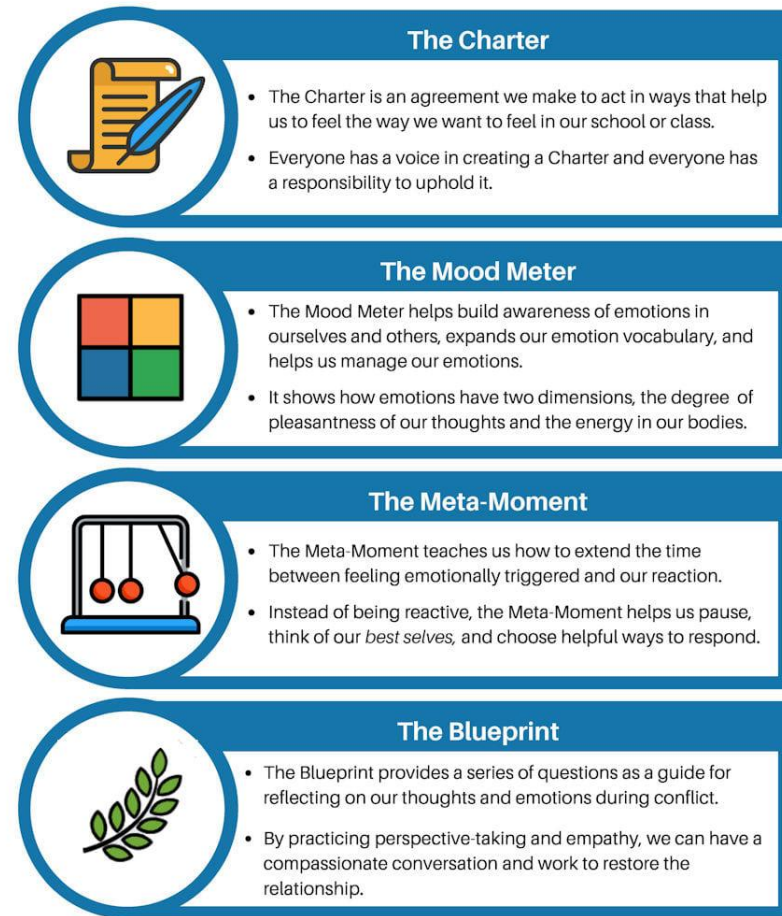 The Charter
• The Charter is an agreement we make to act in ways that help
us to feel the way we want to feel in our school or class.
• Everyone has a voice in creating a Charter and everyone has
a responsibility to uphold it.
The Mood Meter
• The Mood Meter helps build awareness of emotions in
ourselves and others, expands our emotion vocabulary, and
helps us manage our emotions.
• It shows how emotions have two dimensions, the degree of
pleasantness of our thoughts and the energy in our bodies.
The Meta-Moment
• The Meta-Moment teaches us how to extend the time
between feeling emotionally triggered and our reaction.
• Instead of being reactive, the Meta-Moment helps us pause,
think of our best selves, and choose helpful ways to respond.
The Blueprint
• The Blueprint provides a series of questions as a guide for
reflecting on our thoughts and emotions during conflict.
• By practicing perspective-taking and empathy, we can have a
compassionate conversation and work to restore the
relationship.